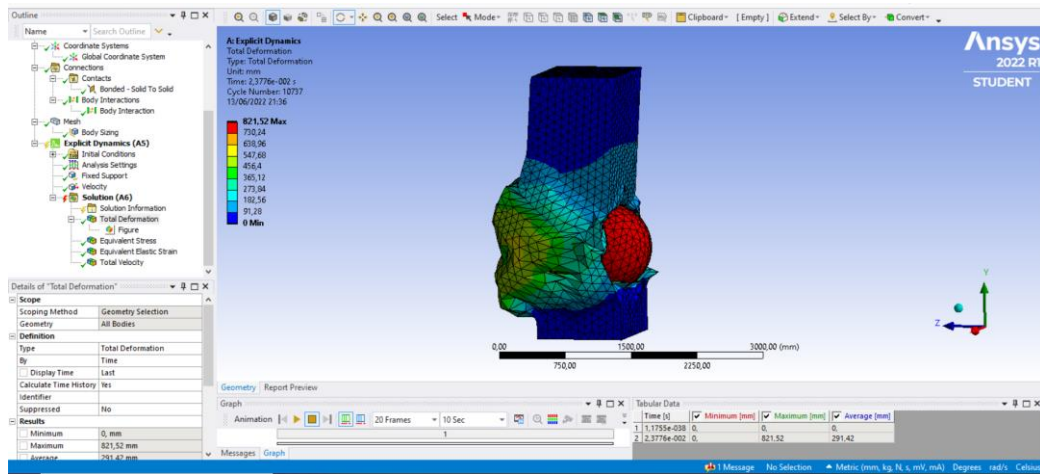 Outline
Name Search Outline
Coordinate Systems
Global Coordinate System
Connections
Contacts
Bonded - Solid To Solid
Body Interactions
Body Interaction
Mesh
Body Sizing
Explicit Dynamics (A5)
Initial Conditions
Analysis Settings
Fixed Support
Velocity
Solution (A6)
Solution Information
Total Deformation
Figure
Equivalent Stress
Equivalent Elastic Strain
Total Velocity
Details of "Total Deformation"
Scope
Scoping Method Geometry Selection
Geometry All Bodies
Definition
Type Total Deformation
By Time
Display Time Last
Calculate Time History Yes
Identifier
Suppressed No
Results
Minimum 0, mm
Maximum 821,52 mm
Average 291,42 mm
Select Mode Clipboard [ Empty ] Extend Select By Convert
A: Explicit Dynamics
Total Deformation
Type: Total Deformation
Unit: mm
Time: 2,3776e-002 s
Cycle Number: 10737
13/06/2022 21:36
821,52 Max
730,24
638,96
547,68
456,4
365,12
273,84
182,56
91,28
0 Min
Ansys
2022 R1
STUDENT
Y
Z
0,00 1500,00 3000,00 (mm)
750,00 2250,00
Geometry Report Preview
Graph
Animation 20 Frames 10 Sec
1
Messages Graph
Tabular Data
Time [s] Minimum [mm] Maximum [mm] Average [mm]
1 1,1755e-038 0, 0, 0,
2 2,3776e-002 0, 821,52 291,42
1 Message No Selection Metric (mm, kg, N, s, mV, mA) Degrees rad/s Celsius